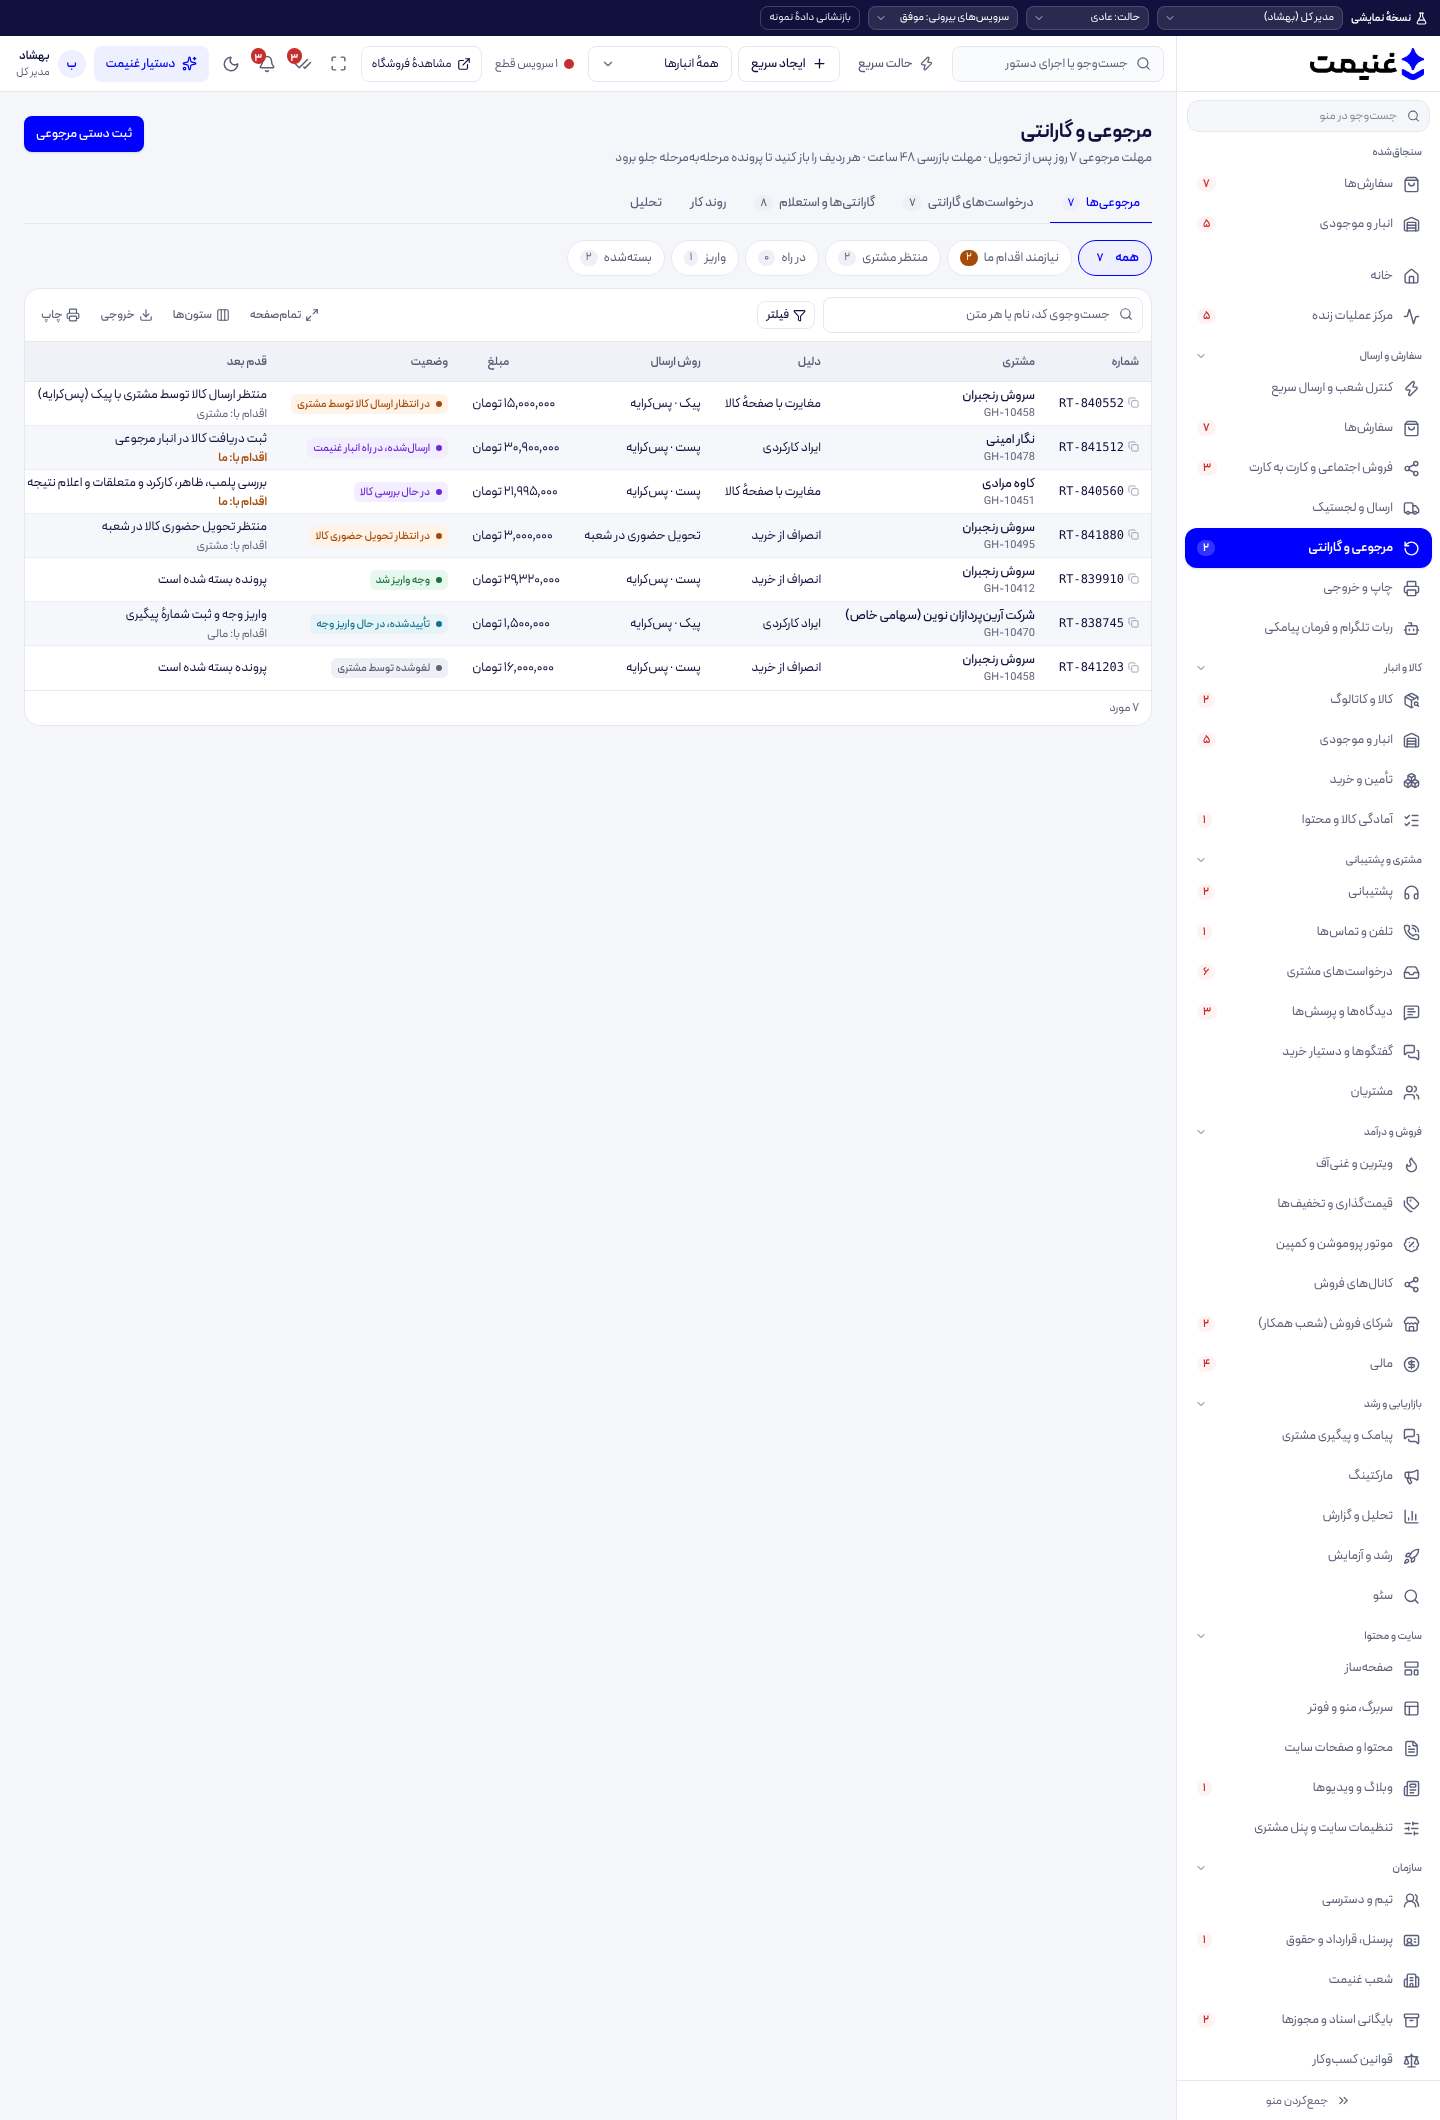 نسخهٔ نمایشی
مدیر کل (بهشاد)
حالت: عادی
سرویس‌های بیرونی: موفق
بازنشانی دادهٔ نمونه
غنیمت
جست‌وجو یا اجرای دستور
حالت سریع
ایجاد سریع
همهٔ انبارها
۱ سرویس قطع
مشاهدهٔ فروشگاه
۳
۳
دستیار غنیمت
ب
بهشاد
مدیر کل
جست‌وجو در منو
سنجاق‌شده
سفارش‌ها ۷
انبار و موجودی ۵
خانه
مرکز عملیات زنده ۵
سفارش و ارسال
کنترل شعب و ارسال سریع
سفارش‌ها ۷
فروش اجتماعی و کارت به کارت ۳
ارسال و لجستیک
مرجوعی و گارانتی ۲
چاپ و خروجی
ربات تلگرام و فرمان پیامکی
کالا و انبار
کالا و کاتالوگ ۲
انبار و موجودی ۵
تأمین و خرید
آمادگی کالا و محتوا ۱
مشتری و پشتیبانی
پشتیبانی ۲
تلفن و تماس‌ها ۱
درخواست‌های مشتری ۶
دیدگاه‌ها و پرسش‌ها ۳
گفتگوها و دستیار خرید
مشتریان
فروش و درآمد
ویترین و غنی‌آف
قیمت‌گذاری و تخفیف‌ها
موتور پروموشن و کمپین
کانال‌های فروش
شرکای فروش (شعب همکار) ۲
مالی ۴
بازاریابی و رشد
پیامک و پیگیری مشتری
مارکتینگ
تحلیل و گزارش
رشد و آزمایش
سئو
سایت و محتوا
صفحه‌ساز
سربرگ، منو و فوتر
محتوا و صفحات سایت
وبلاگ و ویدیوها ۱
تنظیمات سایت و پنل مشتری
سازمان
تیم و دسترسی
پرسنل، قرارداد و حقوق ۱
شعب غنیمت
بایگانی اسناد و مجوزها ۲
قوانین کسب‌وکار
جمع‌کردن منو
مرجوعی و گارانتی
مهلت مرجوعی ۷ روز پس از تحویل · مهلت بازرسی ۴۸ ساعت · هر ردیف را باز کنید تا پرونده مرحله‌به‌مرحله جلو برود
ثبت دستی مرجوعی
مرجوعی‌ها ۷
درخواست‌های گارانتی ۷
گارانتی‌ها و استعلام ۸
روند کار
تحلیل
همه ۷
نیازمند اقدام ما ۲
منتظر مشتری ۲
در راه ۰
واریز ۱
بسته‌شده ۲
جست‌وجوی کد، نام یا هر متن
فیلتر
تمام‌صفحه
ستون‌ها
خروجی
چاپ
شماره مشتری دلیل روش ارسال مبلغ وضعیت قدم بعد
RT-840552 سروش رنجبران مغایرت با صفحهٔ کالا پیک · پس‌کرایه ۱۵,۰۰۰,۰۰۰ تومان در انتظار ارسال کالا توسط مشتری منتظر ارسال کالا توسط مشتری با پیک (پس‌کرایه)
GH-10458 اقدام با: مشتری
RT-841512 نگار امینی ایراد کارکردی پست · پس‌کرایه ۳۰,۹۰۰,۰۰۰ تومان ارسال‌شده، در راه انبار غنیمت ثبت دریافت کالا در انبار مرجوعی
GH-10478 اقدام با: ما
RT-840560 کاوه مرادی مغایرت با صفحهٔ کالا پست · پس‌کرایه ۲۱,۹۹۵,۰۰۰ تومان در حال بررسی کالا بررسی پلمب، ظاهر، کارکرد و متعلقات و اعلام نتیجه
GH-10451 اقدام با: ما
RT-841880 سروش رنجبران انصراف از خرید تحویل حضوری در شعبه ۳,۰۰۰,۰۰۰ تومان در انتظار تحویل حضوری کالا منتظر تحویل حضوری کالا در شعبه
GH-10495 اقدام با: مشتری
RT-839910 سروش رنجبران انصراف از خرید پست · پس‌کرایه ۲۹,۳۲۰,۰۰۰ تومان وجه واریز شد پرونده بسته شده است
GH-10412
RT-838745 شرکت آرین‌پردازان نوین (سهامی خاص) ایراد کارکردی پیک · پس‌کرایه ۱,۵۰۰,۰۰۰ تومان تأییدشده، در حال واریز وجه واریز وجه و ثبت شمارهٔ پیگیری
GH-10470 اقدام با: مالی
RT-841203 سروش رنجبران انصراف از خرید پست · پس‌کرایه ۱۶,۰۰۰,۰۰۰ تومان لغوشده توسط مشتری پرونده بسته شده است
GH-10458
۷ مورد